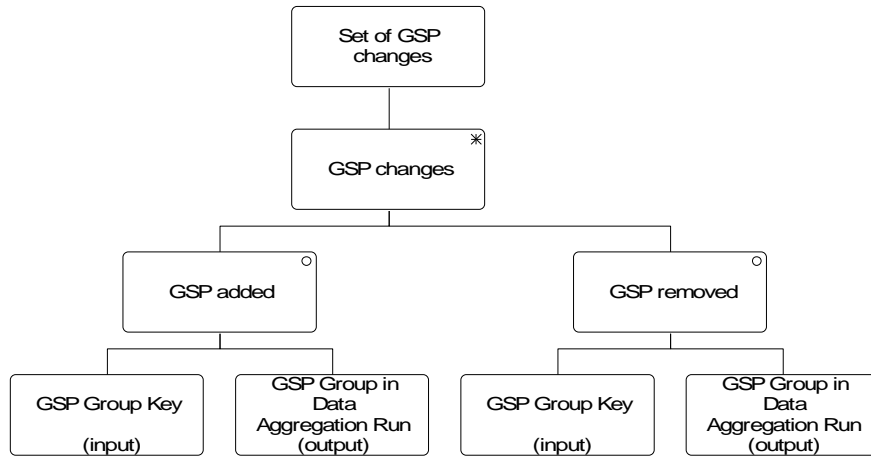 Set of GSP
changes
GSP changes
GSP added
GSP removed
GSP Group Key
(input)
GSP Group in
Data
Aggregation Run
(output)
GSP Group Key
(input)
GSP Group in
Data
Aggregation Run
(output)